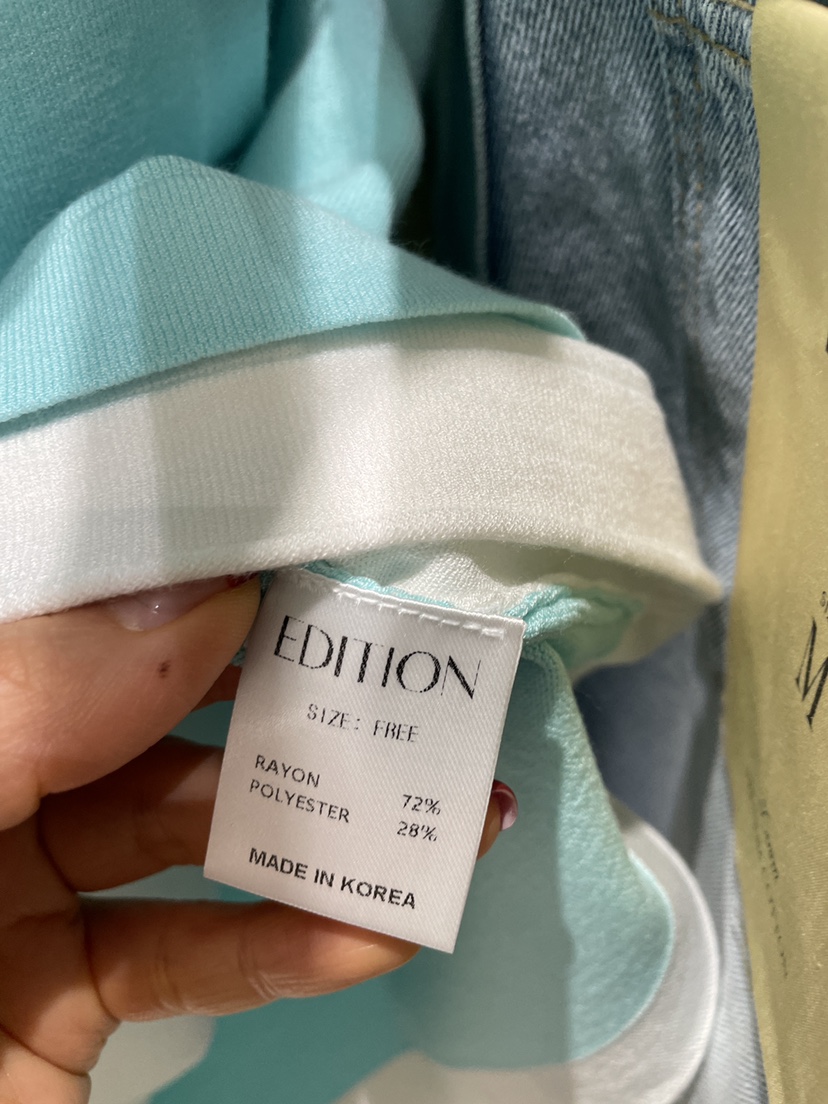 EDITION
SIZE: FREE
RAYON 72%
POLYESTER 28%
MADE IN KOREA